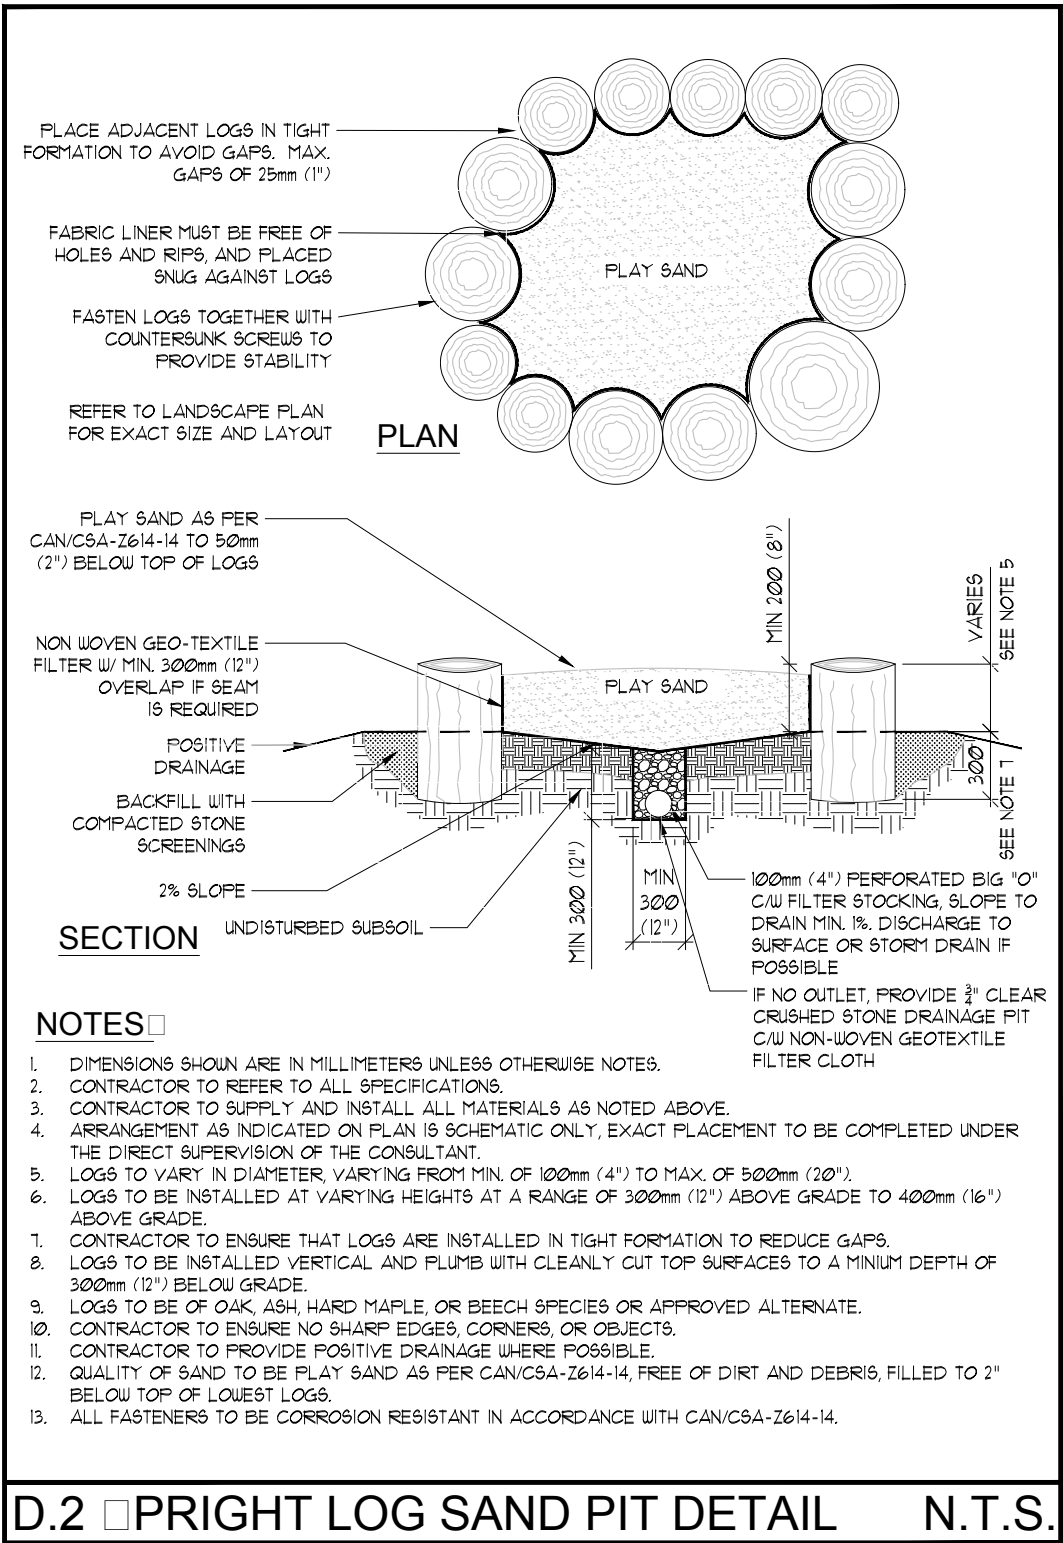 PLACE ADJACENT LOGS IN TIGHT
FORMATION TO AVOID GAPS. MAX.
GAPS OF 25mm (1")
FABRIC LINER MUST BE FREE OF
HOLES AND RIPS, AND PLACED
SNUG AGAINST LOGS
PLAY SAND
FASTEN LOGS TOGETHER WITH
COUNTERSUNK SCREWS TO
PROVIDE STABILITY
REFER TO LANDSCAPE PLAN
FOR EXACT SIZE AND LAYOUT
PLAN
PLAY SAND AS PER
CAN/CSA-Z614-14 TO 50mm
(2") BELOW TOP OF LOGS
MIN 200 (8")
VARIES
SEE NOTE 5
NON WOVEN GEO-TEXTILE
FILTER W/ MIN. 300mm (12")
OVERLAP IF SEAM
IS REQUIRED
PLAY SAND
POSITIVE
DRAINAGE
300
SEE NOTE 7
BACKFILL WITH
COMPACTED STONE
SCREENINGS
2% SLOPE
UNDISTURBED SUBSOIL
MIN 300 (12")
MIN
300
(12")
100mm (4") PERFORATED BIG "O"
C/W FILTER STOCKING, SLOPE TO
DRAIN MIN. 1%. DISCHARGE TO
SURFACE OR STORM DRAIN IF
POSSIBLE
SECTION
IF NO OUTLET, PROVIDE ¾" CLEAR
CRUSHED STONE DRAINAGE PIT
C/W NON-WOVEN GEOTEXTILE
FILTER CLOTH
NOTES□
1. DIMENSIONS SHOWN ARE IN MILLIMETERS UNLESS OTHERWISE NOTES.
2. CONTRACTOR TO REFER TO ALL SPECIFICATIONS.
3. CONTRACTOR TO SUPPLY AND INSTALL ALL MATERIALS AS NOTED ABOVE.
4. ARRANGEMENT AS INDICATED ON PLAN IS SCHEMATIC ONLY, EXACT PLACEMENT TO BE COMPLETED UNDER
THE DIRECT SUPERVISION OF THE CONSULTANT.
5. LOGS TO VARY IN DIAMETER, VARYING FROM MIN. OF 100mm (4") TO MAX. OF 500mm (20").
6. LOGS TO BE INSTALLED AT VARYING HEIGHTS AT A RANGE OF 300mm (12") ABOVE GRADE TO 400mm (16")
ABOVE GRADE.
7. CONTRACTOR TO ENSURE THAT LOGS ARE INSTALLED IN TIGHT FORMATION TO REDUCE GAPS.
8. LOGS TO BE INSTALLED VERTICAL AND PLUMB WITH CLEANLY CUT TOP SURFACES TO A MINIUM DEPTH OF
300mm (12") BELOW GRADE.
9. LOGS TO BE OF OAK, ASH, HARD MAPLE, OR BEECH SPECIES OR APPROVED ALTERNATE.
10. CONTRACTOR TO ENSURE NO SHARP EDGES, CORNERS, OR OBJECTS.
11. CONTRACTOR TO PROVIDE POSITIVE DRAINAGE WHERE POSSIBLE.
12. QUALITY OF SAND TO BE PLAY SAND AS PER CAN/CSA-Z614-14, FREE OF DIRT AND DEBRIS, FILLED TO 2"
BELOW TOP OF LOWEST LOGS.
13. ALL FASTENERS TO BE CORROSION RESISTANT IN ACCORDANCE WITH CAN/CSA-Z614-14.
D.2 □PRIGHT LOG SAND PIT DETAIL N.T.S.